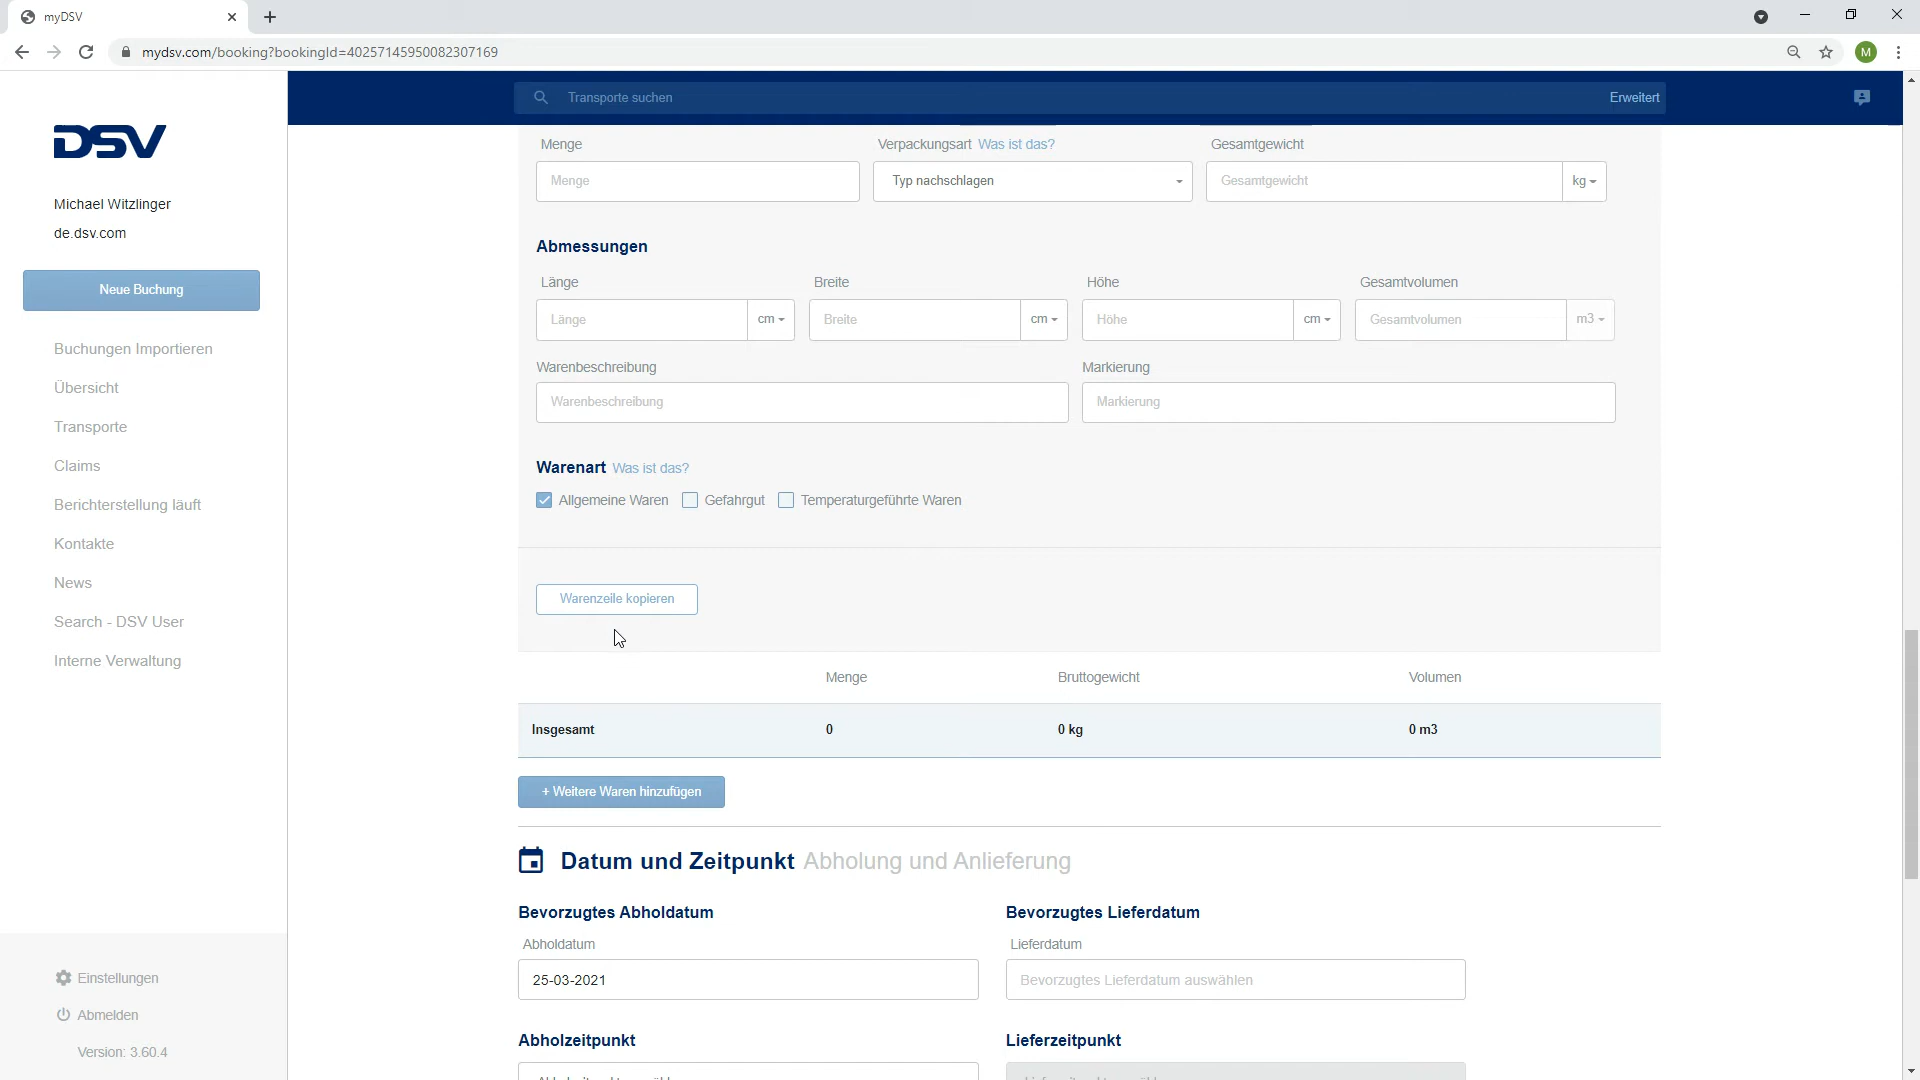 myDSV
mydsv.com/booking?bookingId=40257145950082307169
M
DSV
Michael Witzlinger
de.dsv.com
Neue Buchung
Buchungen Importieren
Übersicht
Transporte
Claims
Berichterstellung läuft
Kontakte
News
Search - DSV User
Interne Verwaltung
Einstellungen
Abmelden
Version: 3.60.4
Transporte suchen Erweitert
Menge Verpackungsart Was ist das? Gesamtgewicht
Menge Typ nachschlagen Gesamtgewicht kg
Abmessungen
Länge Breite Höhe Gesamtvolumen
Länge cm Breite cm Höhe cm Gesamtvolumen m3
Warenbeschreibung Markierung
Warenbeschreibung Markierung
Warenart Was ist das?
Allgemeine Waren Gefahrgut Temperaturgeführte Waren
Warenzeile kopieren
Menge Bruttogewicht Volumen
Insgesamt 0 0 kg 0 m3
+ Weitere Waren hinzufügen
Datum und Zeitpunkt Abholung und Anlieferung
Bevorzugtes Abholdatum Bevorzugtes Lieferdatum
Abholdatum Lieferdatum
25-03-2021 Bevorzugtes Lieferdatum auswählen
Abholzeitpunkt Lieferzeitpunkt